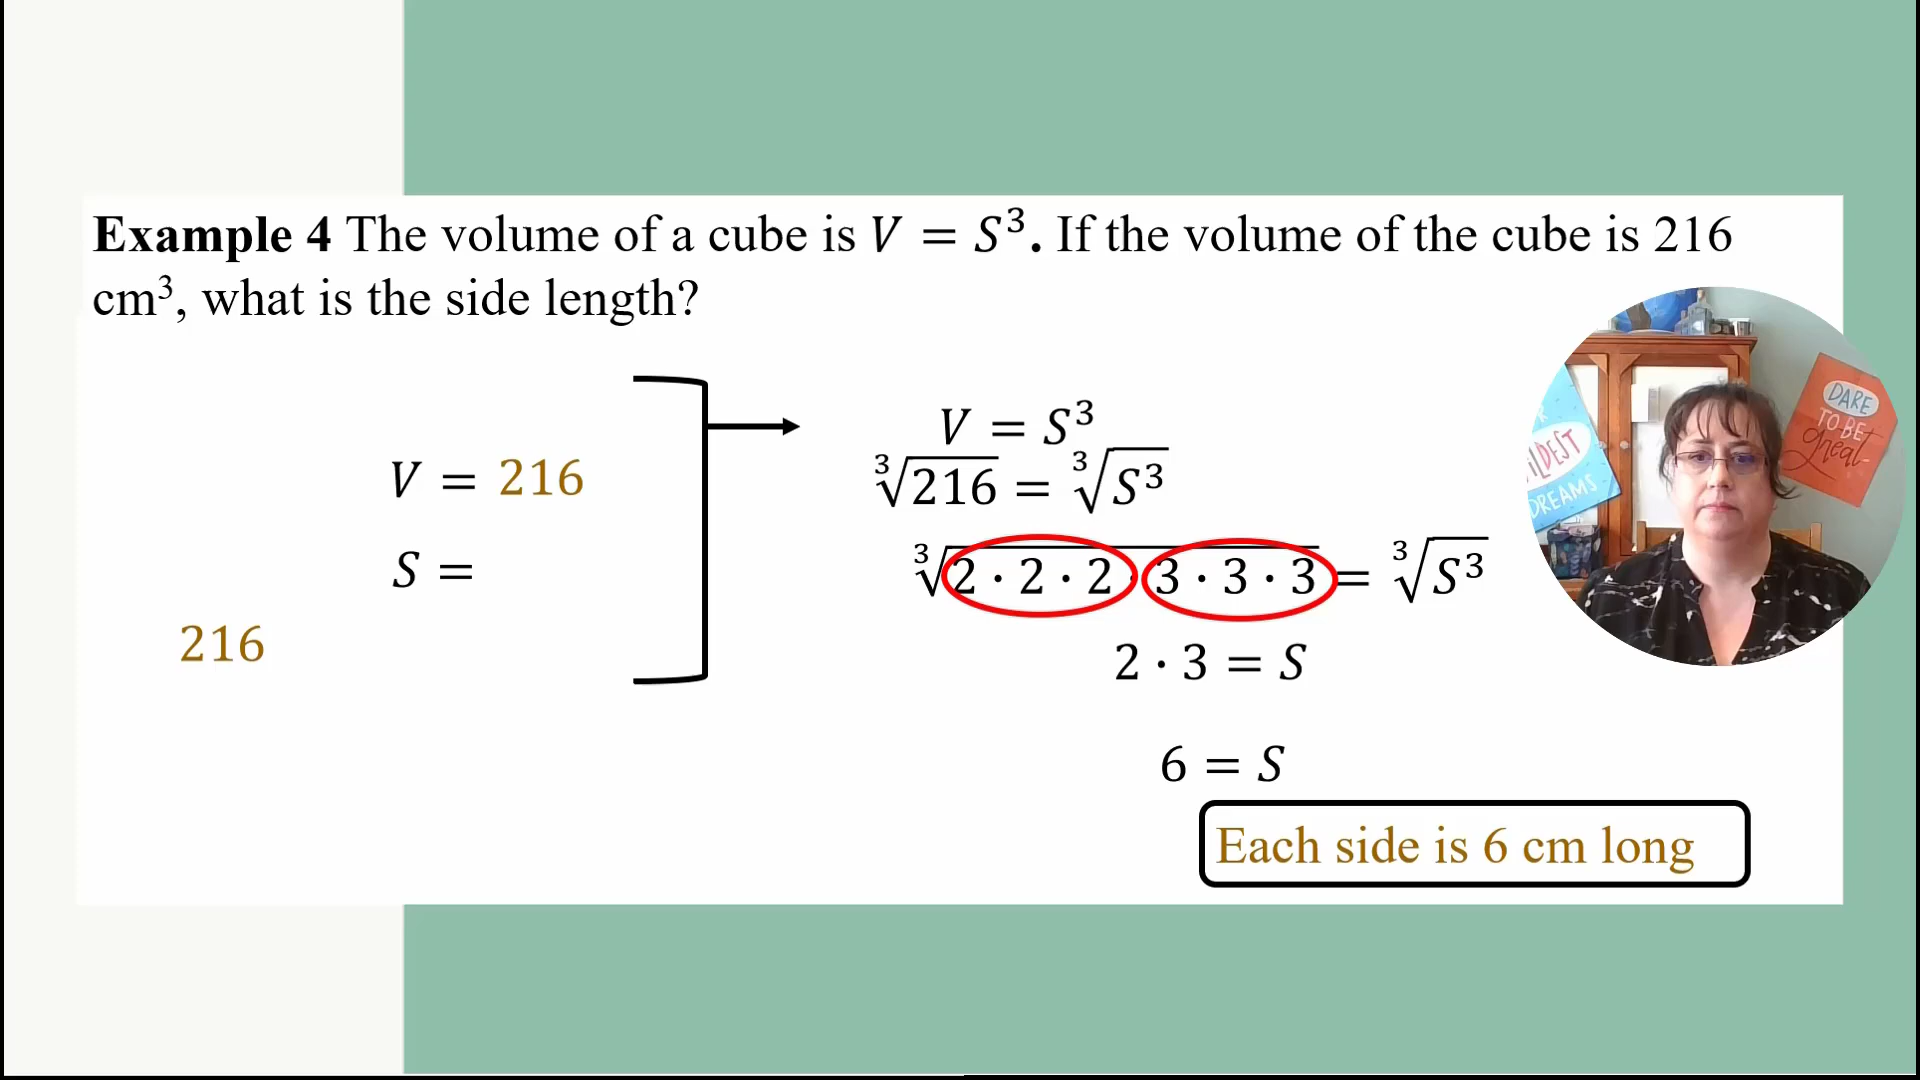 Example 4 The volume of a cube is V = S³. If the volume of the cube is 216
cm³, what is the side length?
V = 216
S =
216
V = S³
∛216 = ∛S³
∛2 · 2 · 2 · 3 · 3 · 3 = ∛S³
2 · 3 = S
6 = S
Each side is 6 cm long
DARE
TO BE
great
DREAMS